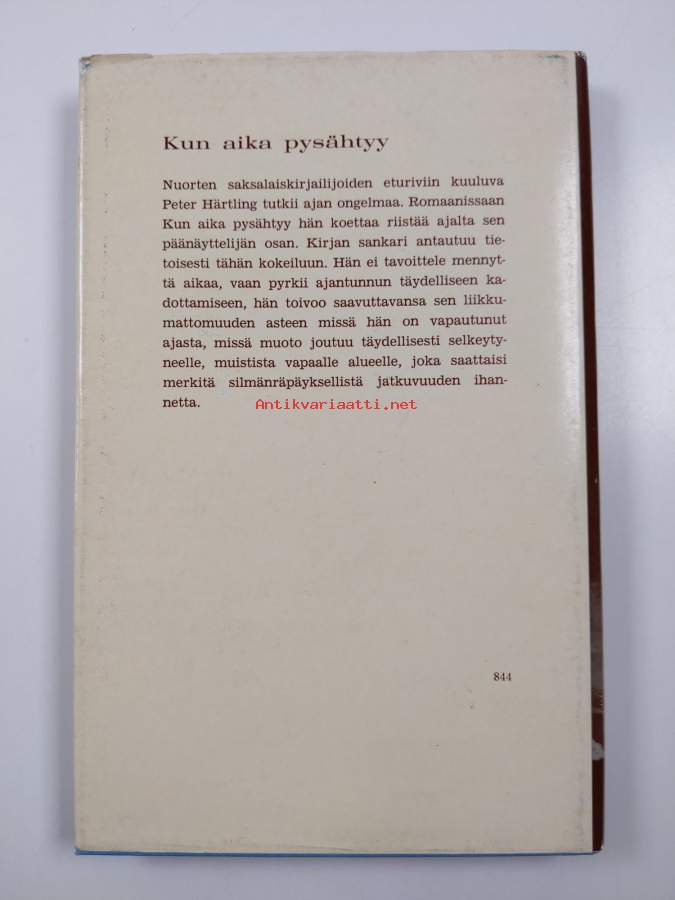 Kun aika pysähtyy
Nuorten saksalaiskirjailijoiden eturiviin kuuluva
Peter Härtling tutkii ajan ongelmaa. Romaanissaan
Kun aika pysähtyy hän koettaa riistää ajalta sen
päänäyttelijän osan. Kirjan sankari antautuu tie-
toisesti tähän kokeiluun. Hän ei tavoittele mennyt-
tä aikaa, vaan pyrkii ajantunnun täydelliseen ka-
dottamiseen, hän toivoo saavuttavansa sen liikku-
mattomuuden asteen missä hän on vapautunut
ajasta, missä muoto joutuu täydellisesti selkeyty-
neelle, muistista vapaalle alueelle, joka saattaisi
merkitä silmänräpäyksellistä jatkuvuuden ihan-
netta.
Antikvariaatti.net
844